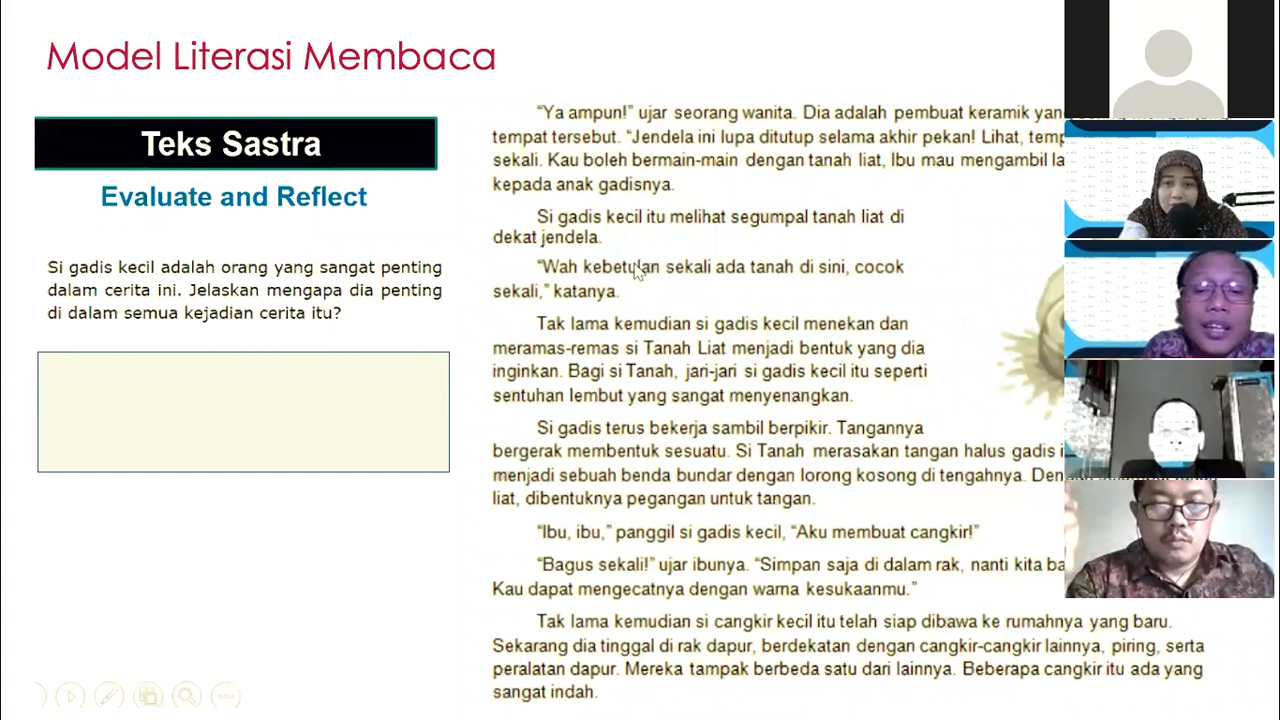 Model Literasi Membaca
Teks Sastra
Evaluate and Reflect
Si gadis kecil adalah orang yang sangat penting
dalam cerita ini. Jelaskan mengapa dia penting
di dalam semua kejadian cerita itu?
“Ya ampun!” ujar seorang wanita. Dia adalah pembuat keramik
tempat tersebut. “Jendela ini lupa ditutup selama akhir pekan! Lihat,
sekali. Kau boleh bermain-main dengan tanah liat, Ibu mau mengambil
kepada anak gadisnya.
Si gadis kecil itu melihat segumpal tanah liat di
dekat jendela.
“Wah kebetulan sekali ada tanah di sini, cocok
sekali,” katanya.
Tak lama kemudian si gadis kecil menekan dan
meramas-remas si Tanah Liat menjadi bentuk yang dia
inginkan. Bagi si Tanah, jari-jari si gadis kecil itu seperti
sentuhan lembut yang sangat menyenangkan.
Si gadis terus bekerja sambil berpikir. Tangannya
bergerak membentuk sesuatu. Si Tanah merasakan tangan halus gadis
menjadi sebuah benda bundar dengan lorong kosong di tengahnya.
liat, dibentuknya pegangan untuk tangan.
“Ibu, ibu,” panggil si gadis kecil, “Aku membuat cangkir!”
“Bagus sekali!” ujar ibunya. “Simpan saja di dalam rak, nanti kita
Kau dapat mengecatnya dengan warna kesukaanmu.”
Tak lama kemudian si cangkir kecil itu telah siap dibawa ke rumahnya yang baru.
Sekarang dia tinggal di rak dapur, berdekatan dengan cangkir-cangkir lainnya, piring, serta
peralatan dapur. Mereka tampak berbeda satu dari lainnya. Beberapa cangkir itu ada yang
sangat indah.